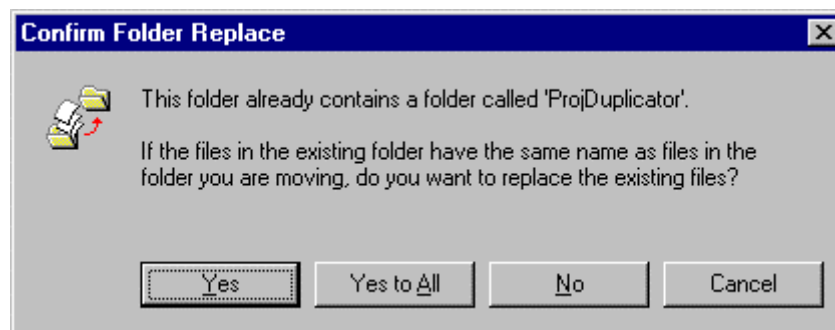 Confirm Folder Replace
This folder already contains a folder called 'ProjDuplicator'.
If the files in the existing folder have the same name as files in the
folder you are moving, do you want to replace the existing files?
Yes
Yes to All
No
Cancel